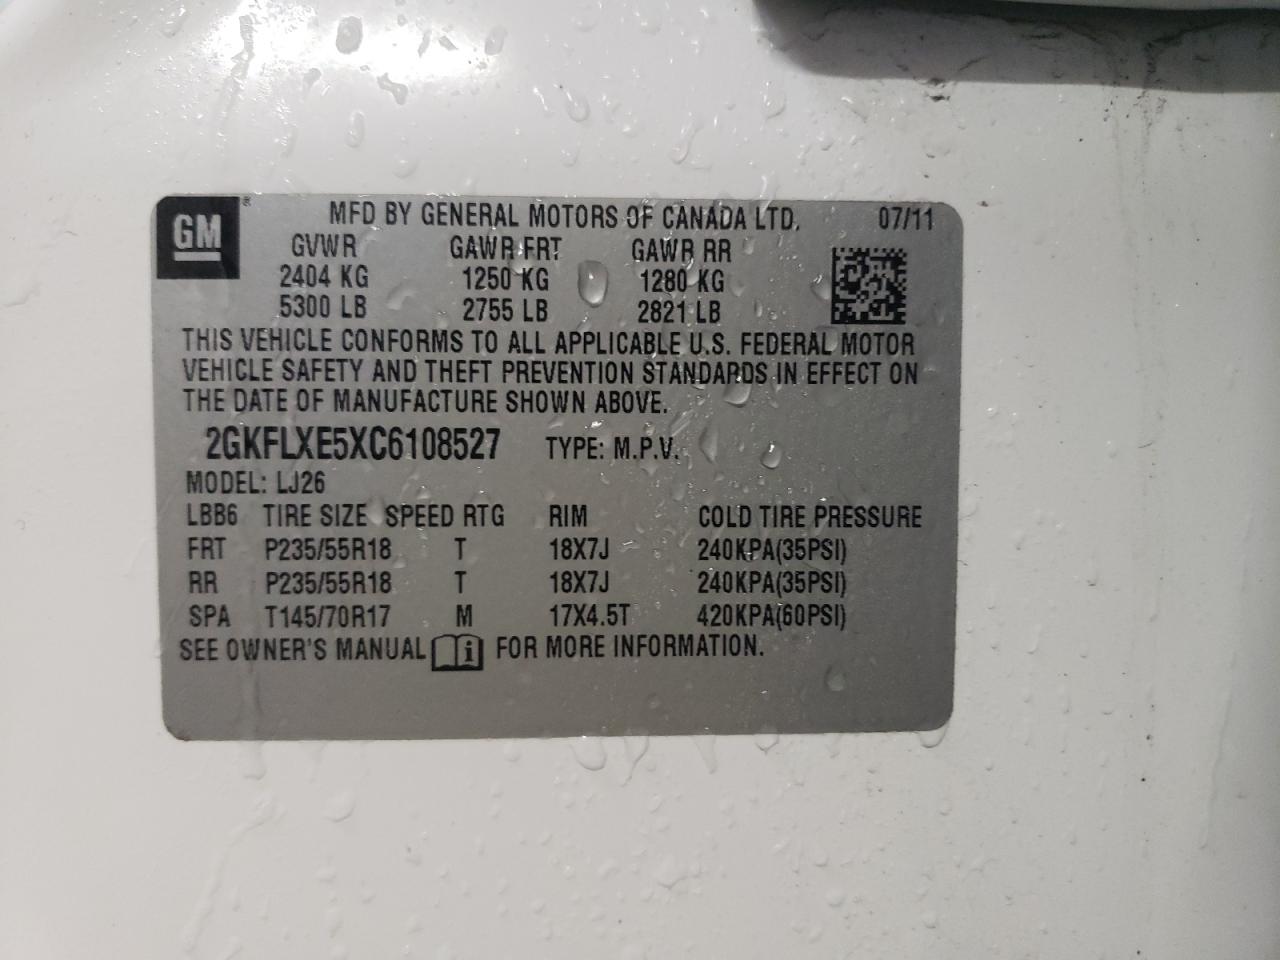 GM ® MFD BY GENERAL MOTORS OF CANADA LTD. 07/11
GVWR GAWR FRT GAWR RR
2404 KG 1250 KG 1280 KG
5300 LB 2755 LB 2821 LB
THIS VEHICLE CONFORMS TO ALL APPLICABLE U.S. FEDERAL MOTOR
VEHICLE SAFETY AND THEFT PREVENTION STANDARDS IN EFFECT ON
THE DATE OF MANUFACTURE SHOWN ABOVE.
2GKFLXE5XC6108527 TYPE: M.P.V.
MODEL: LJ26
LBB6 TIRE SIZE SPEED RTG RIM COLD TIRE PRESSURE
FRT P235/55R18 T 18X7J 240KPA(35PSI)
RR P235/55R18 T 18X7J 240KPA(35PSI)
SPA T145/70R17 M 17X4.5T 420KPA(60PSI)
SEE OWNER'S MANUAL i FOR MORE INFORMATION.